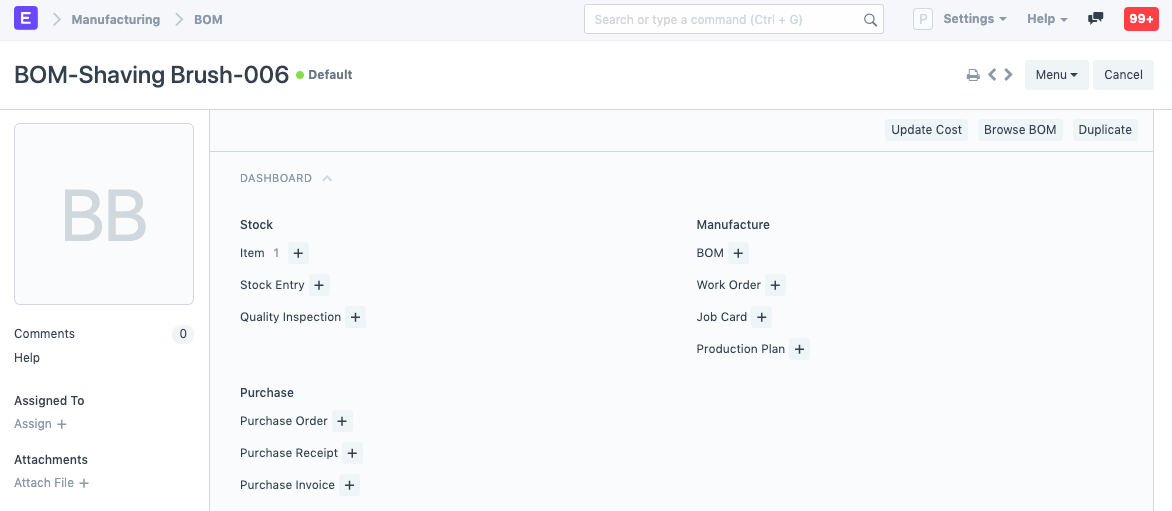 E Manufacturing BOM Search or type a command (Ctrl + G) P Settings Help 99+
BOM-Shaving Brush-006 Default Menu Cancel
Update Cost Browse BOM Duplicate
BB
Comments 0
Help
Assigned To
Assign +
Attachments
Attach File +
DASHBOARD
Stock
Item 1 +
Stock Entry +
Quality Inspection +
Manufacture
BOM +
Work Order +
Job Card +
Production Plan +
Purchase
Purchase Order +
Purchase Receipt +
Purchase Invoice +